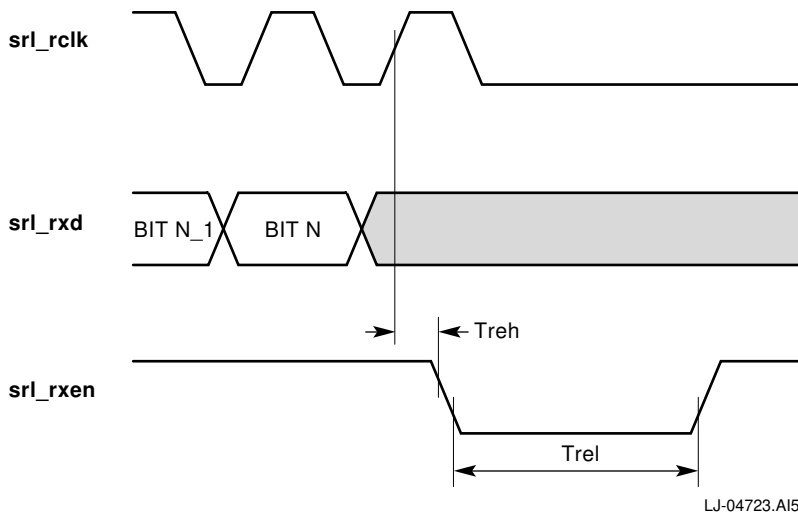 srl_rclk
srl_rxd
BIT N_1
BIT N
Treh
srl_rxen
Trel
LJ-04723.AI5